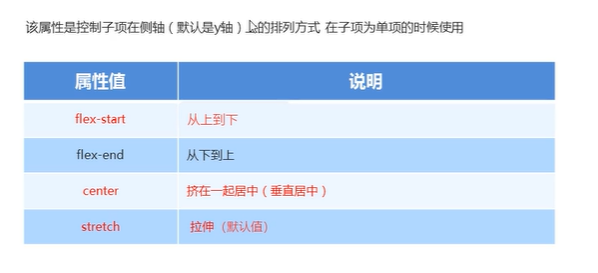 该属性是控制子项在侧轴（默认是y轴）上的排列方式 在子项为单项的时候使用
属性值 说明
flex-start 从上到下
flex-end 从下到上
center 挤在一起居中（垂直居中）
stretch 拉伸（默认值）